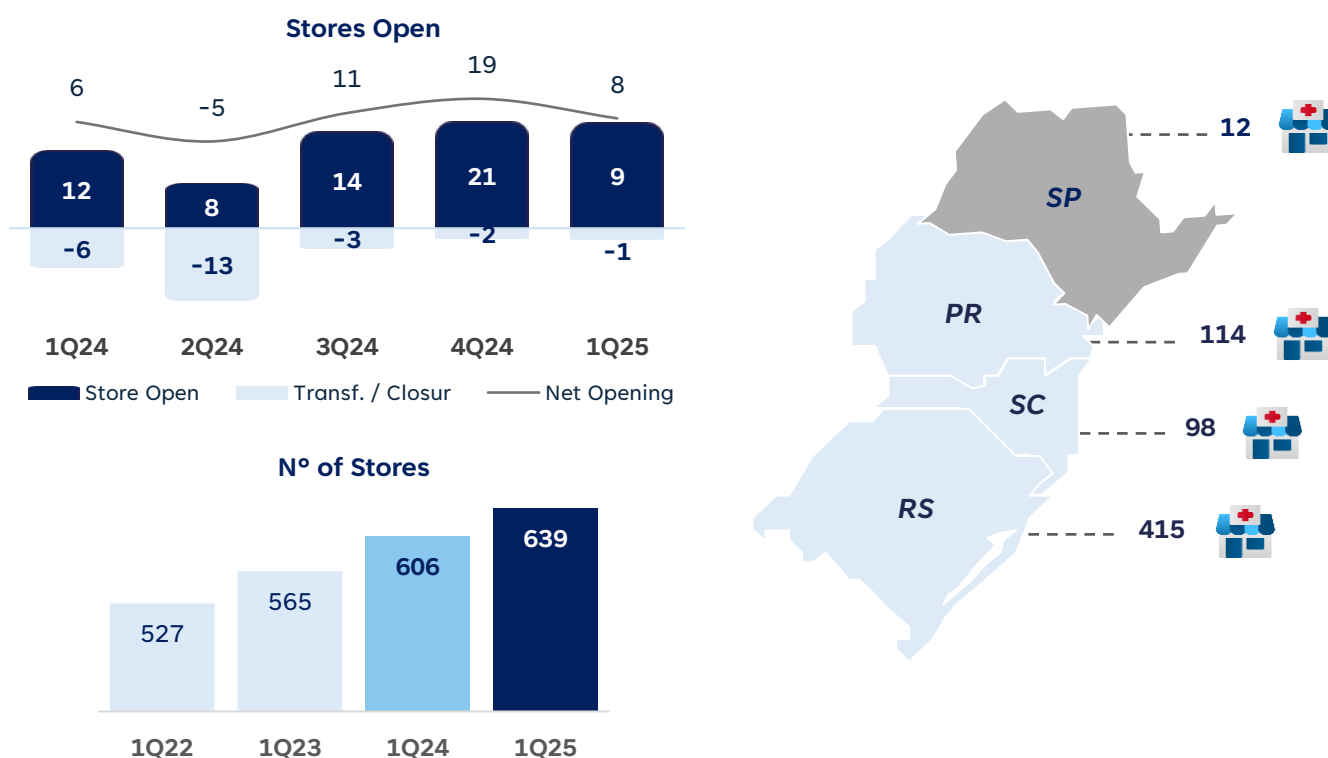 Stores Open
6
-5
11
19
8
12
8
14
21
9
-6
-13
-3
-2
-1
1Q24
2Q24
3Q24
4Q24
1Q25
Store Open
Transf. / Closur
Net Opening
Nº of Stores
527
565
606
639
1Q22
1Q23
1Q24
1Q25
SP
12
PR
114
SC
98
RS
415